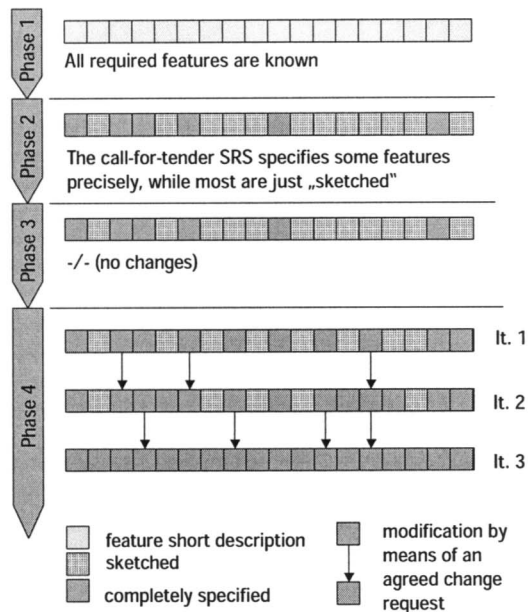 Phase 1
All required features are known
Phase 2
The call-for-tender SRS specifies some features
precisely, while most are just „sketched"
Phase 3
-/- (no changes)
Phase 4
It. 1
It. 2
It. 3
feature short description
sketched
completely specified
modification by
means of an
agreed change
request